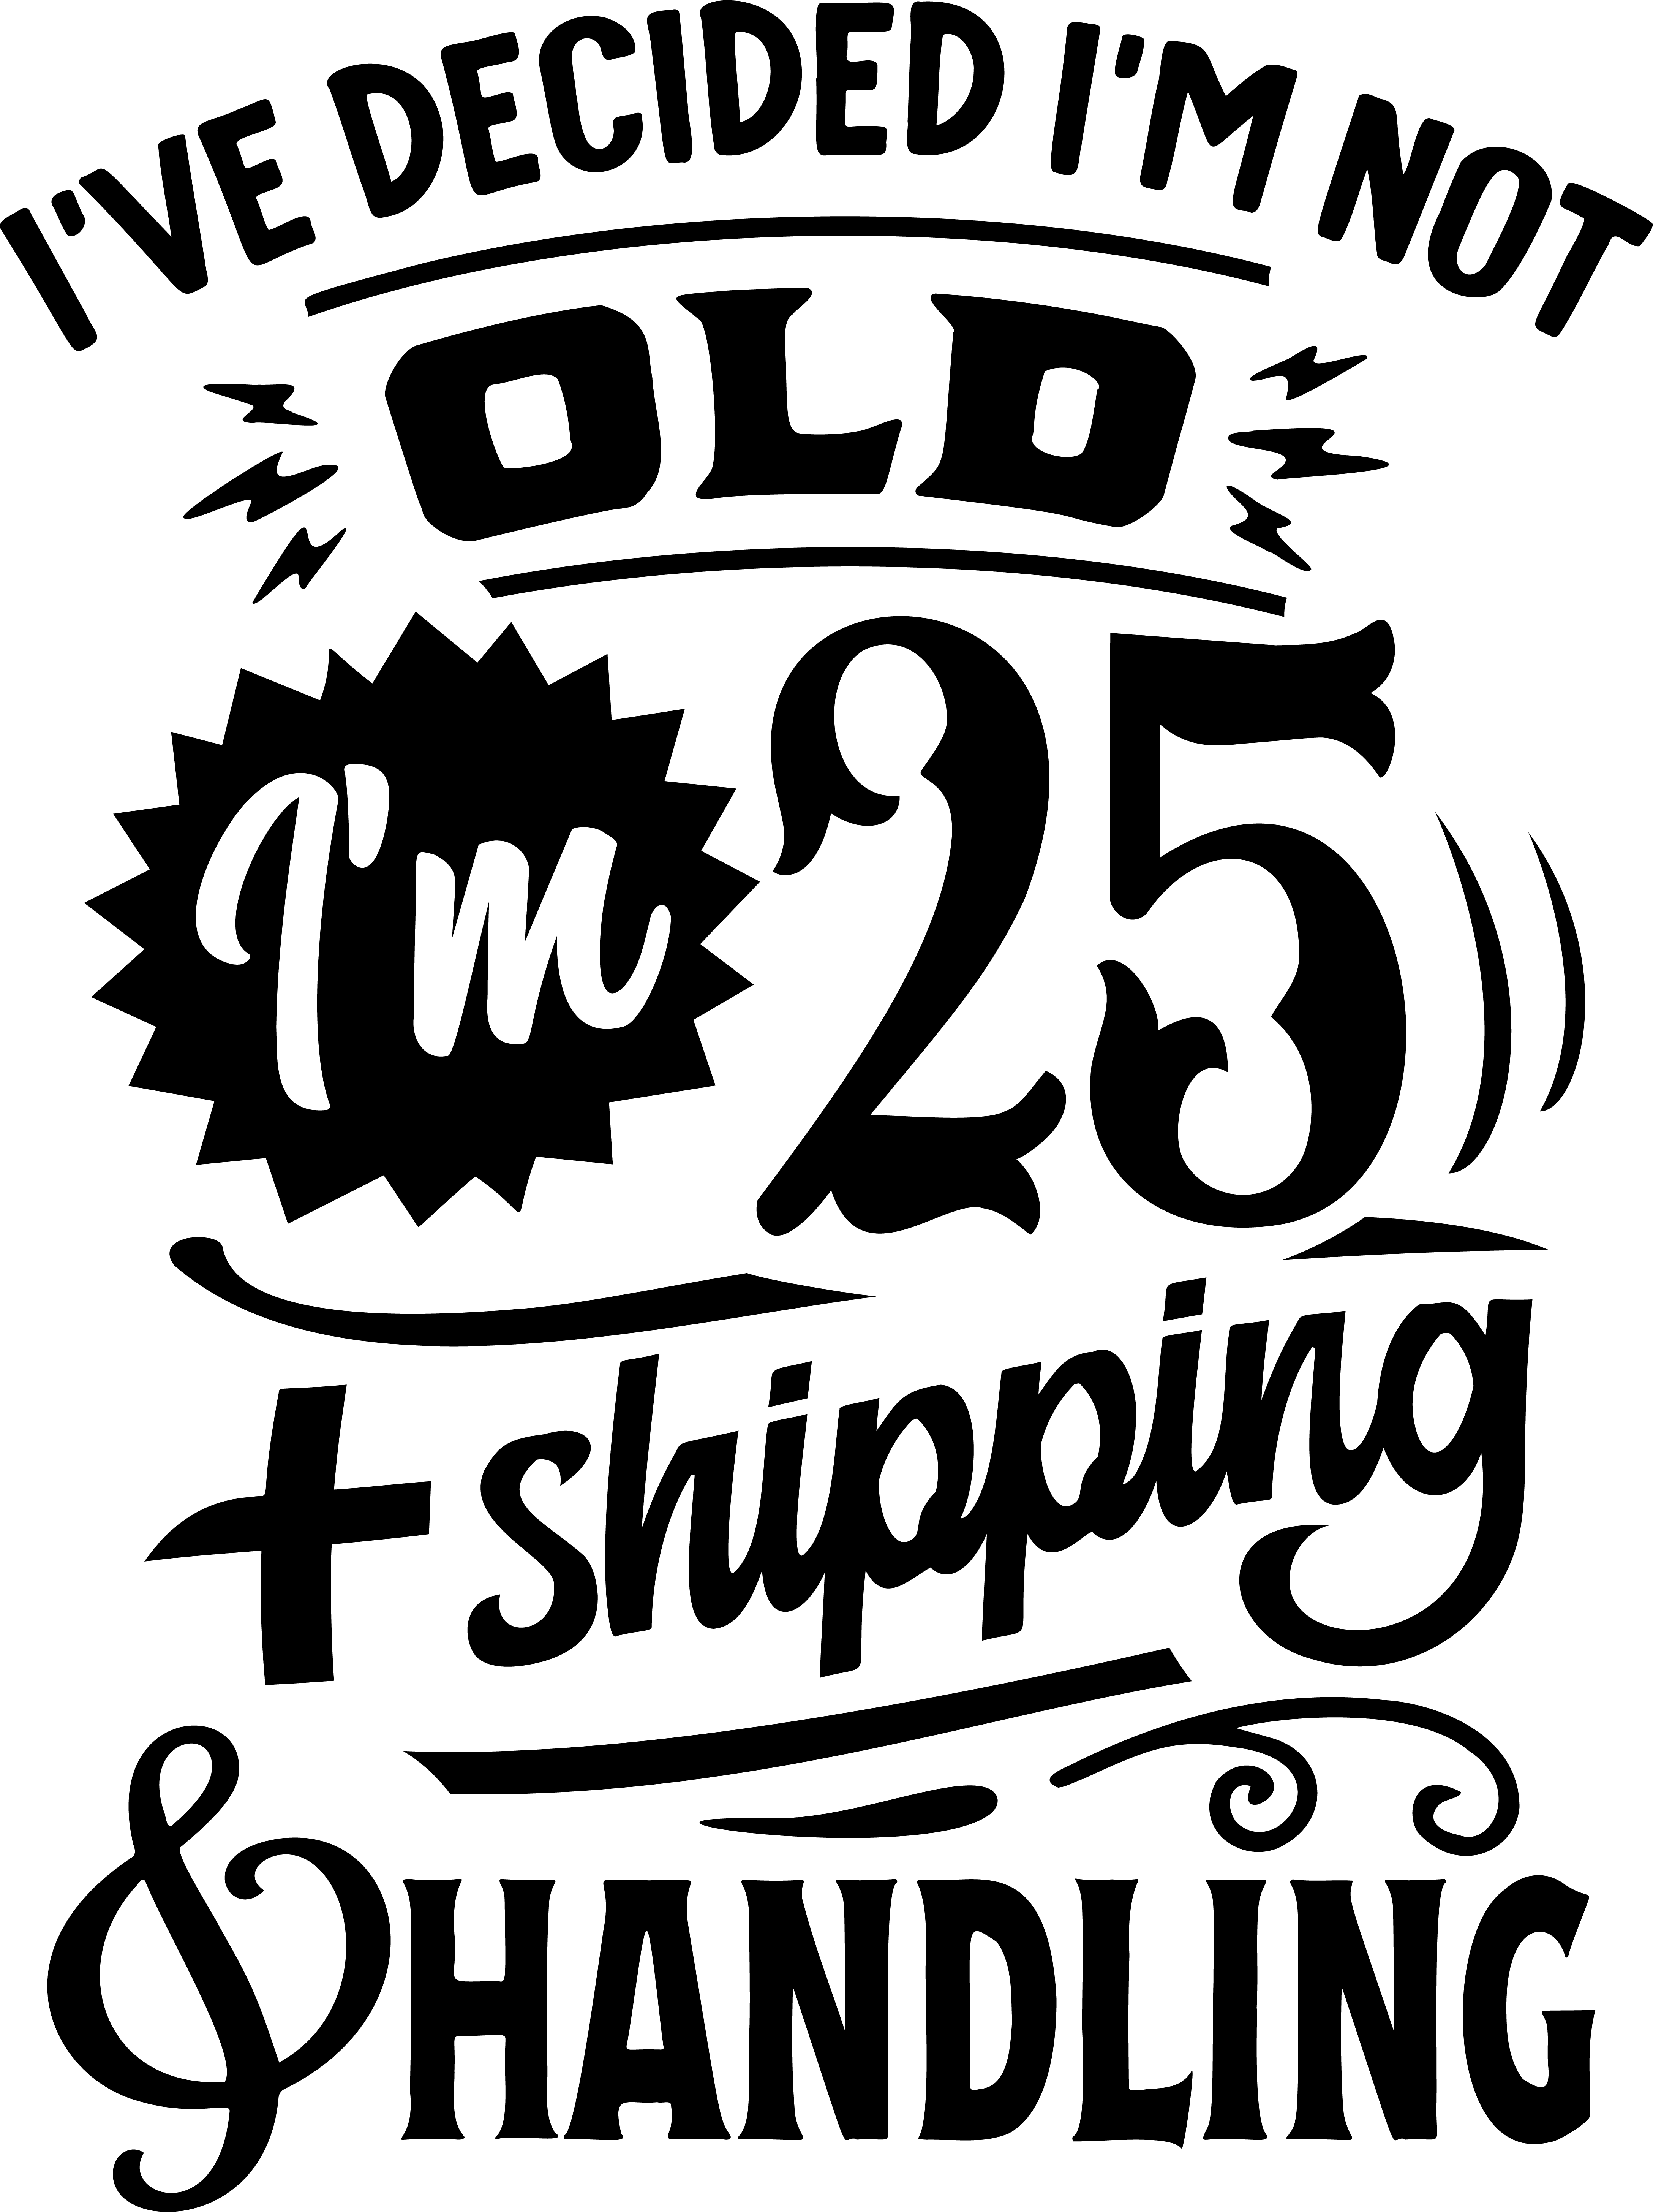 I'VE DECIDED I'M NOT
OLD
I'm 25
+ shipping
& HANDLING